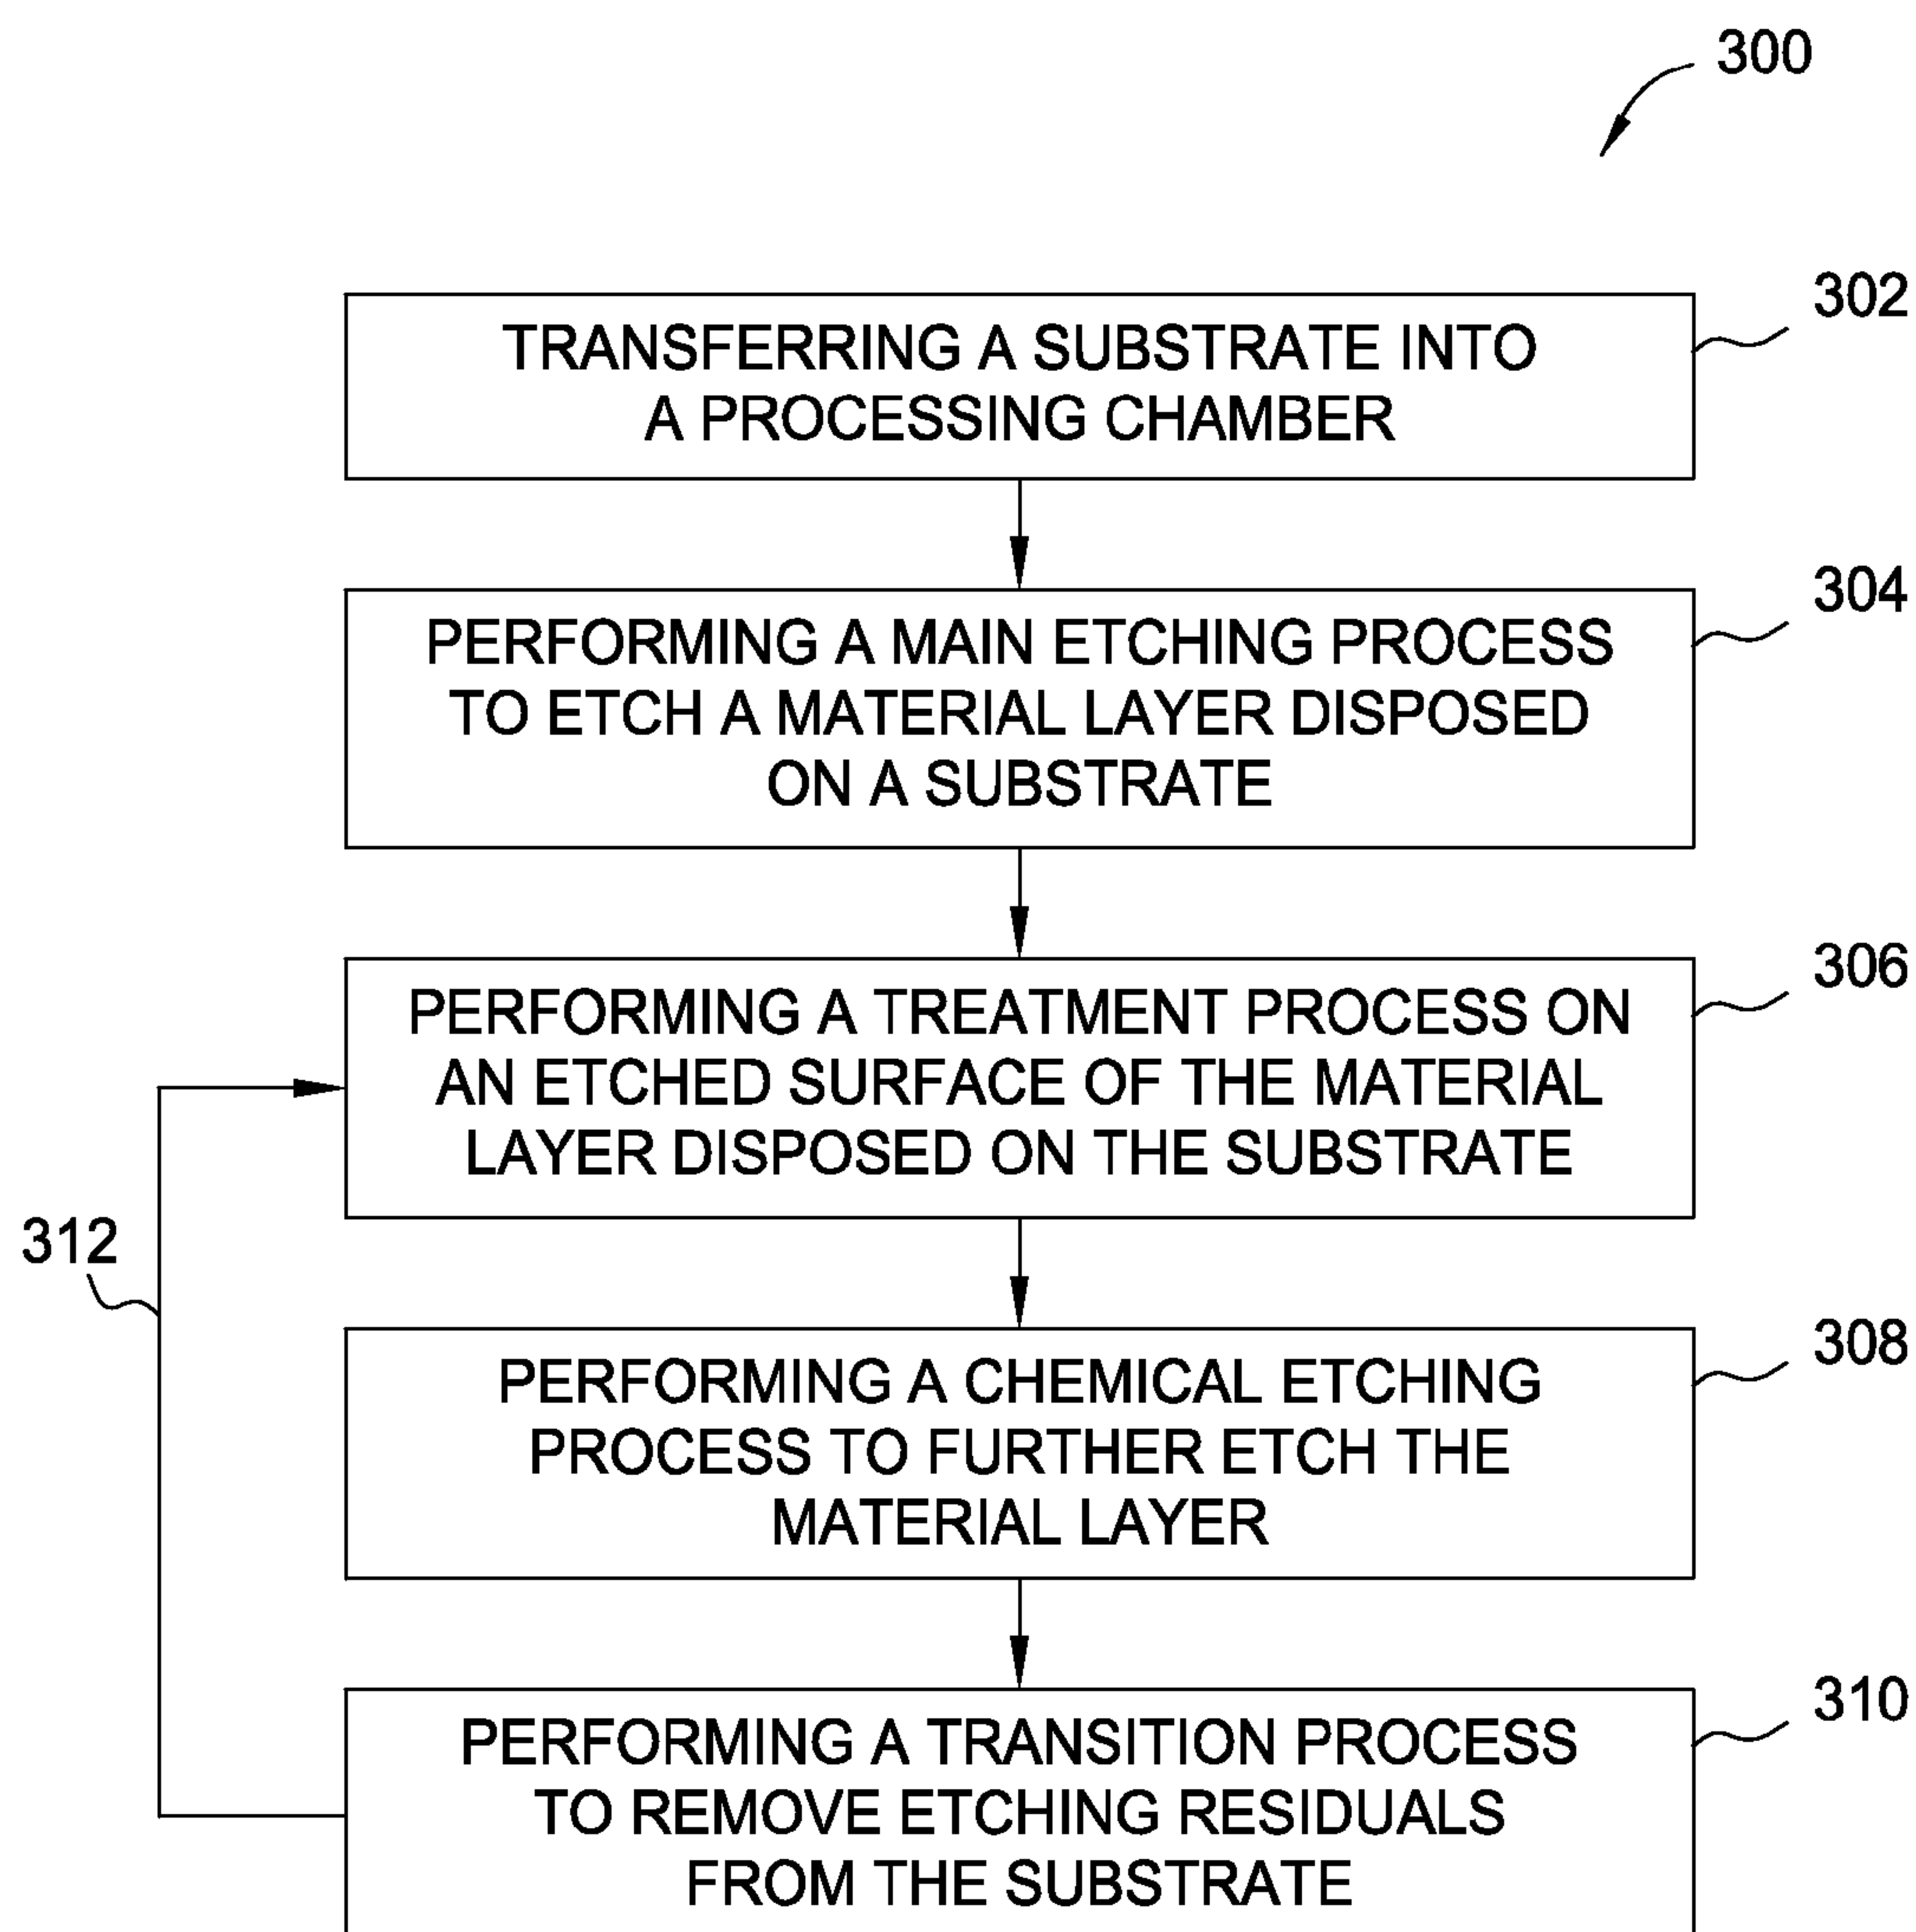 300
302
TRANSFERRING A SUBSTRATE INTO
A PROCESSING CHAMBER
304
PERFORMING A MAIN ETCHING PROCESS
TO ETCH A MATERIAL LAYER DISPOSED
ON A SUBSTRATE
306
PERFORMING A TREATMENT PROCESS ON
AN ETCHED SURFACE OF THE MATERIAL
LAYER DISPOSED ON THE SUBSTRATE
312
308
PERFORMING A CHEMICAL ETCHING
PROCESS TO FURTHER ETCH THE
MATERIAL LAYER
310
PERFORMING A TRANSITION PROCESS
TO REMOVE ETCHING RESIDUALS
FROM THE SUBSTRATE